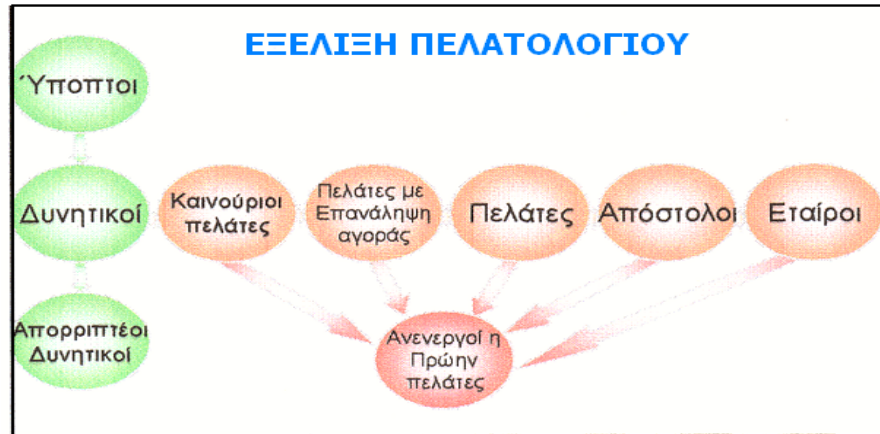 ΕΞΕΛΙΞΗ ΠΕΛΑΤΟΛΟΓΙΟΥ
Ύποπτοι
Δυνητικοί
Καινούριοι
πελάτες
Πελάτες με
Επανάληψη
αγοράς
Πελάτες
Απόστολοι
Εταίροι
Απορριπτέοι
Δυνητικοί
Ανενεργοί η
Πρώην
πελάτες